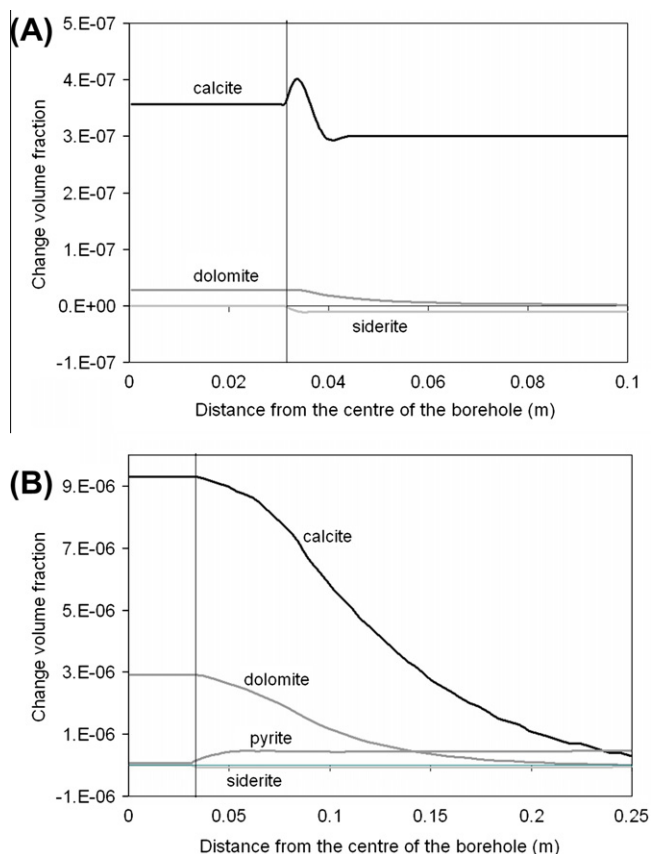 (A)
5.E-07
4.E-07
3.E-07
2.E-07
1.E-07
0.E+00
-1.E-07
Change volume fraction
calcite
dolomite
siderite
0 0.02 0.04 0.06 0.08 0.1
Distance from the centre of the borehole (m)
(B)
9.E-06
7.E-06
5.E-06
3.E-06
1.E-06
-1.E-06
Change volume fraction
calcite
dolomite
pyrite
siderite
0 0.05 0.1 0.15 0.2 0.25
Distance from the centre of the borehole (m)